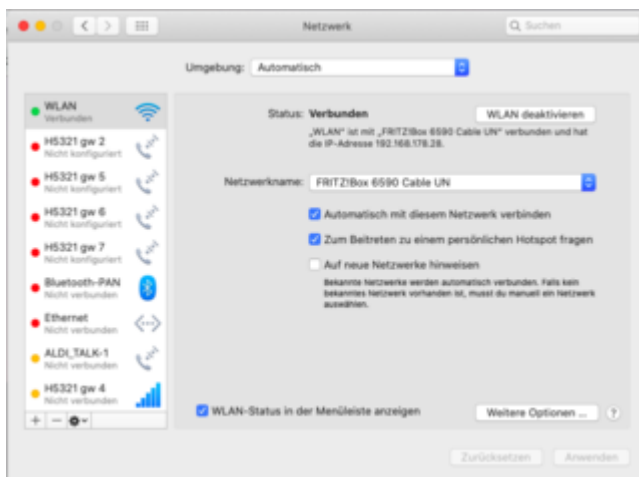 Netzwerk
Suchen
Umgebung: Automatisch
WLAN
Verbunden
H5321 gw 2
Nicht konfiguriert
H5321 gw 5
Nicht konfiguriert
H5321 gw 6
Nicht konfiguriert
H5321 gw 7
Nicht konfiguriert
Bluetooth-PAN
Nicht verbunden
Ethernet
Nicht verbunden
ALDI_TALK-1
Nicht verbunden
H5321 gw 4
Nicht verbunden
Status: Verbunden
WLAN deaktivieren
„WLAN“ ist mit „FRITZ!Box 6590 Cable UN“ verbunden und hat
die IP-Adresse 192.168.178.28.
Netzwerkname: FRITZ!Box 6590 Cable UN
Automatisch mit diesem Netzwerk verbinden
Zum Beitreten zu einem persönlichen Hotspot fragen
Auf neue Netzwerke hinweisen
Bekannte Netzwerke werden automatisch verbunden. Falls kein
bekanntes Netzwerk vorhanden ist, musst du manuell ein Netzwerk
auswählen.
WLAN-Status in der Menüleiste anzeigen
Weitere Optionen ...
?
Zurücksetzen
Anwenden